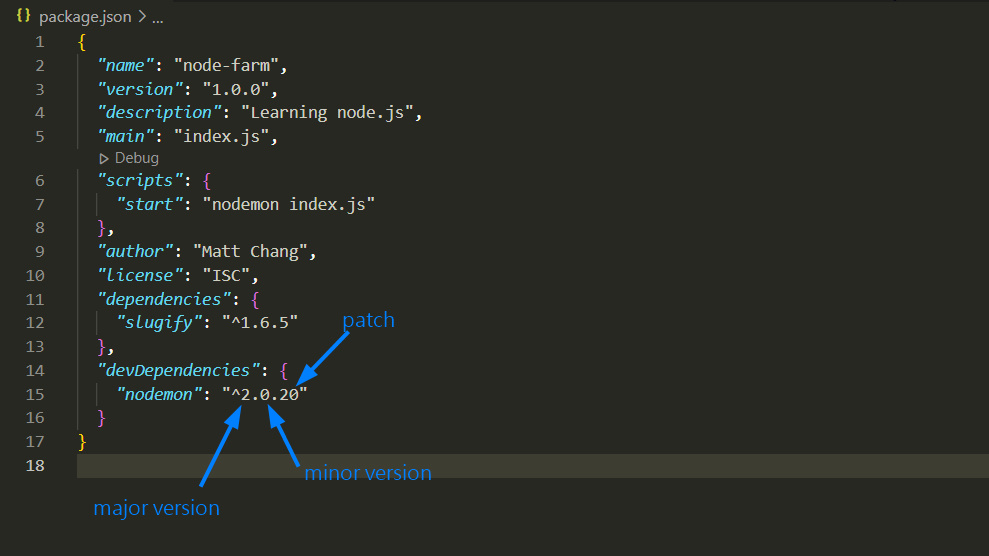 {} package.json > ...
1 {
2 "name": "node-farm",
3 "version": "1.0.0",
4 "description": "Learning node.js",
5 "main": "index.js",
Debug
6 "scripts": {
7 "start": "nodemon index.js"
8 },
9 "author": "Matt Chang",
10 "license": "ISC",
11 "dependencies": {
12 "slugify": "^1.6.5"
patch
13 },
14 "devDependencies": {
15 "nodemon": "^2.0.20"
16 }
17 }
18
minor version
major version